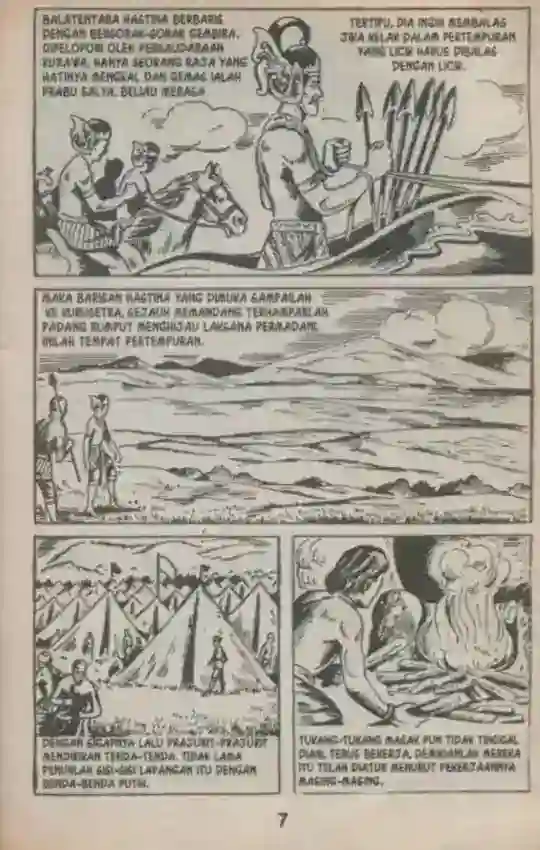 BALATENTARA HASTINA BERBARIS
DENGAN BERSORAK-SORAK GEMBIRA.
DIPELOPORI OLEH PERSAUDARAAN
KURAWA. HANYA SEORANG RAJA YANG
HATINYA MENGKAL DAN GEMAS IALAH
PRABU SALYA. BELIAU MERASA
TERTIPU, DIA INGIN MEMBALAS
JIKA KELAK DALAM PERTEMPURAN
YANG LICIK HARUS DIBALAS
DENGAN LICIK.
MAKA BARISAN HASTINA YANG DIMUKA SAMPAILAH
KE KURUSETRA, SEJAUH MEMANDANG TERHAMPARLAH
PADANG RUMPUT MENGHIJAU LAKSANA PERMADANI.
INILAH TEMPAT PERTEMPURAN.
DENGAN SIGAPNYA LALU PRAJURIT-PRAJURIT
MENDIRIKAN TENDA-TENDA. TIDAK LAMA
PENUHLAH SISI-SISI LAPANGAN ITU DENGAN
BENDA-BENDA PUTIH.
TUKANG-TUKANG MASAK PUN TIDAK TINGGAL
DIAM, TERUS BEKERJA, DEMIKIANLAH MEREKA
ITU TELAH DIATUR MENURUT PEKERJAANNYA
MASING-MASING.
7